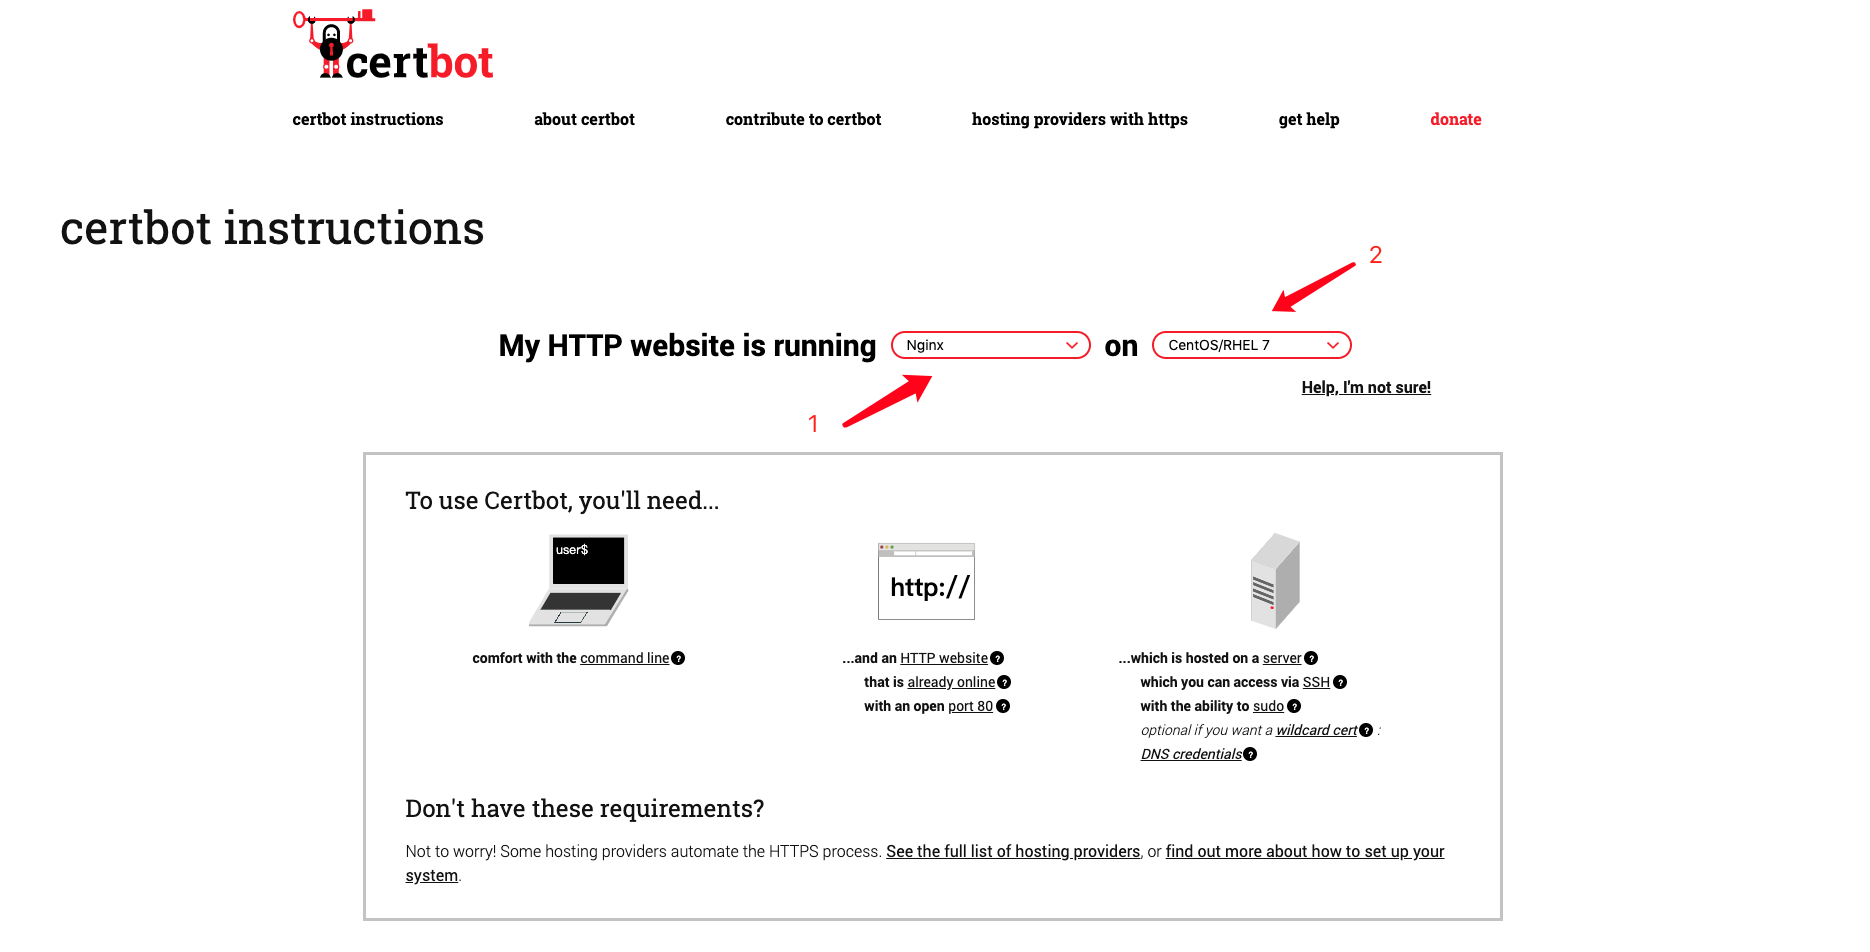 certbot
certbot instructions
about certbot
contribute to certbot
hosting providers with https
get help
donate
certbot instructions
2
My HTTP website is running Nginx on CentOS/RHEL 7
Help, I'm not sure!
1
To use Certbot, you'll need...
user$
comfort with the command line ?
http://
...and an HTTP website ?
that is already online ?
with an open port 80 ?
...which is hosted on a server ?
which you can access via SSH ?
with the ability to sudo ?
optional if you want a wildcard cert ? :
DNS credentials ?
Don't have these requirements?
Not to worry! Some hosting providers automate the HTTPS process. See the full list of hosting providers, or find out more about how to set up your
system.